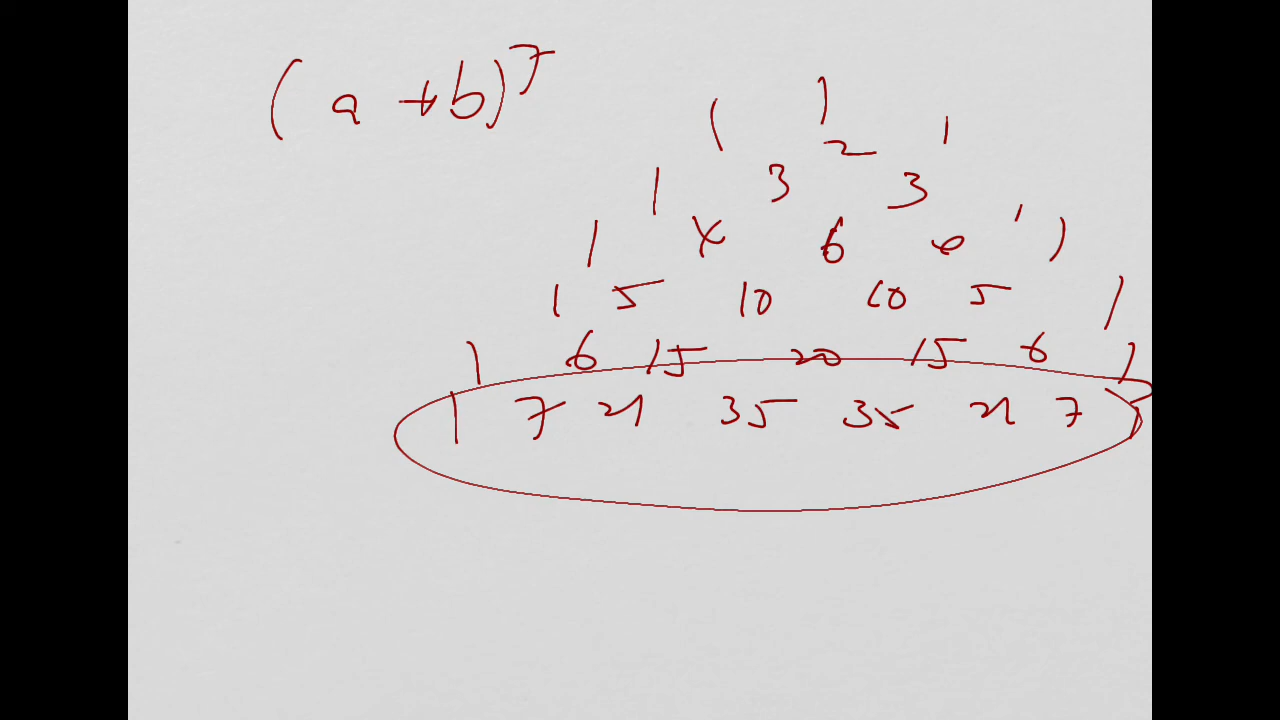 (a+b)^7
1
1 2 1
1 3 3 1
1 4 6 4 1
1 5 10 10 5 1
1 6 15 20 15 6 1
1 7 21 35 35 21 7 1